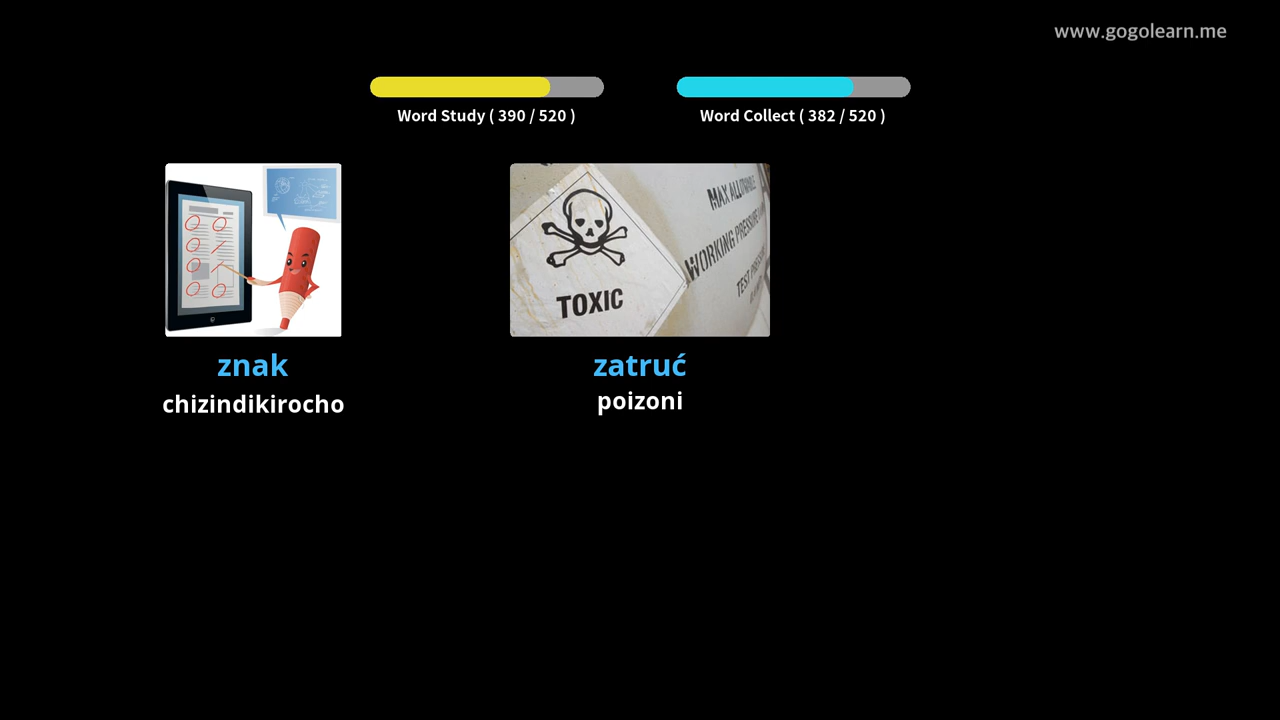 www.gogolearn.me
Word Study ( 390 / 520 )
Word Collect ( 382 / 520 )
TOXIC
MAX ALLOWABLE
WORKING PRESSURE
TEST PRESSURE
znak
zatruć
chizindikirocho
poizoni